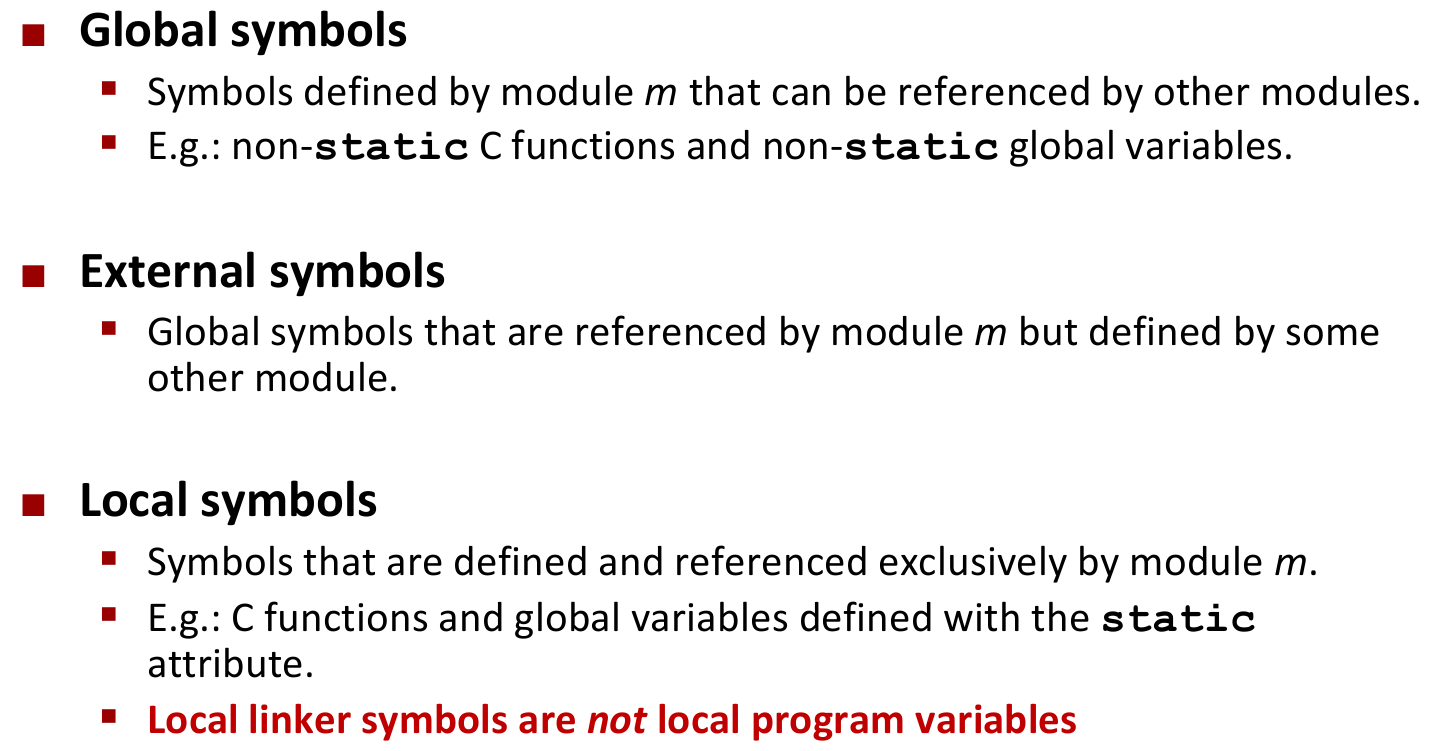 Global symbols
Symbols defined by module m that can be referenced by other modules.
E.g.: non-static C functions and non-static global variables.
External symbols
Global symbols that are referenced by module m but defined by some
other module.
Local symbols
Symbols that are defined and referenced exclusively by module m.
E.g.: C functions and global variables defined with the static
attribute.
Local linker symbols are not local program variables